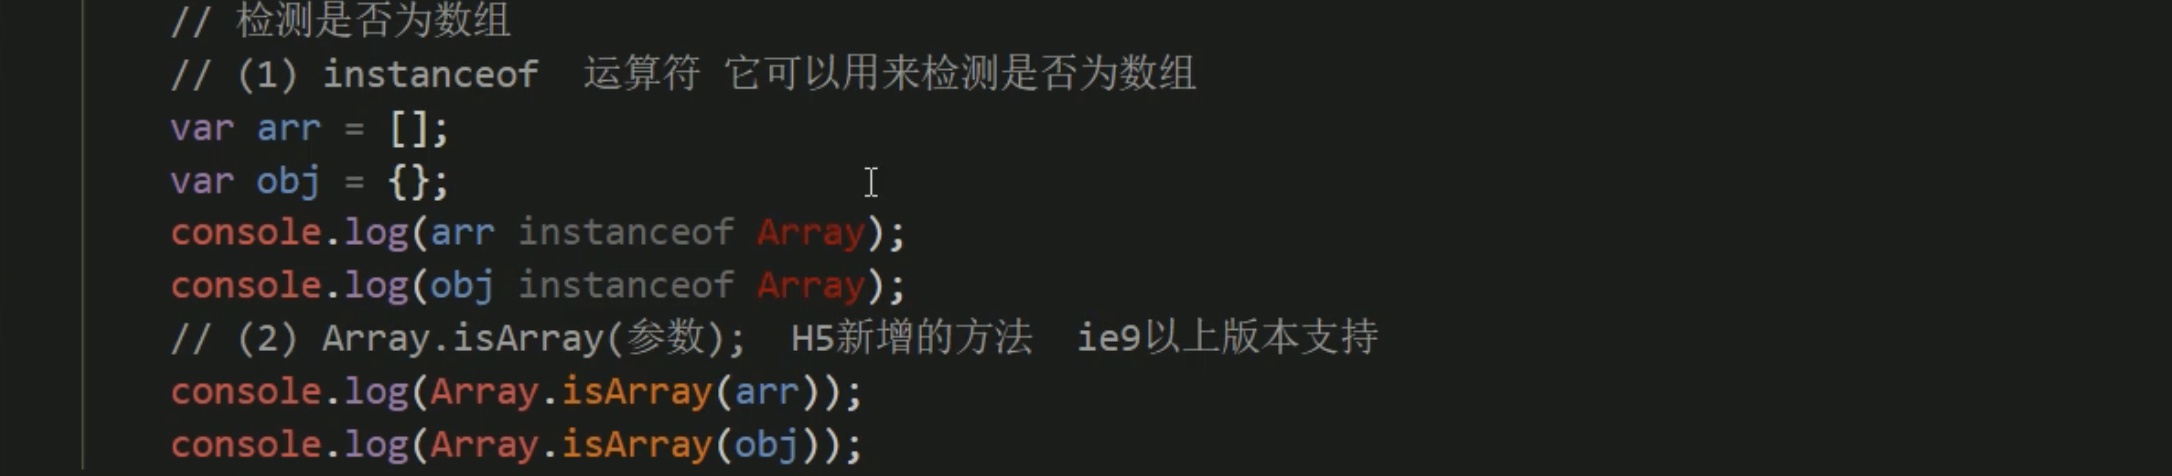 // 检测是否为数组
// (1) instanceof  运算符 它可以用来检测是否为数组
var arr = [];
var obj = {};
console.log(arr instanceof Array);
console.log(obj instanceof Array);
// (2) Array.isArray(参数);  H5新增的方法  ie9以上版本支持
console.log(Array.isArray(arr));
console.log(Array.isArray(obj));